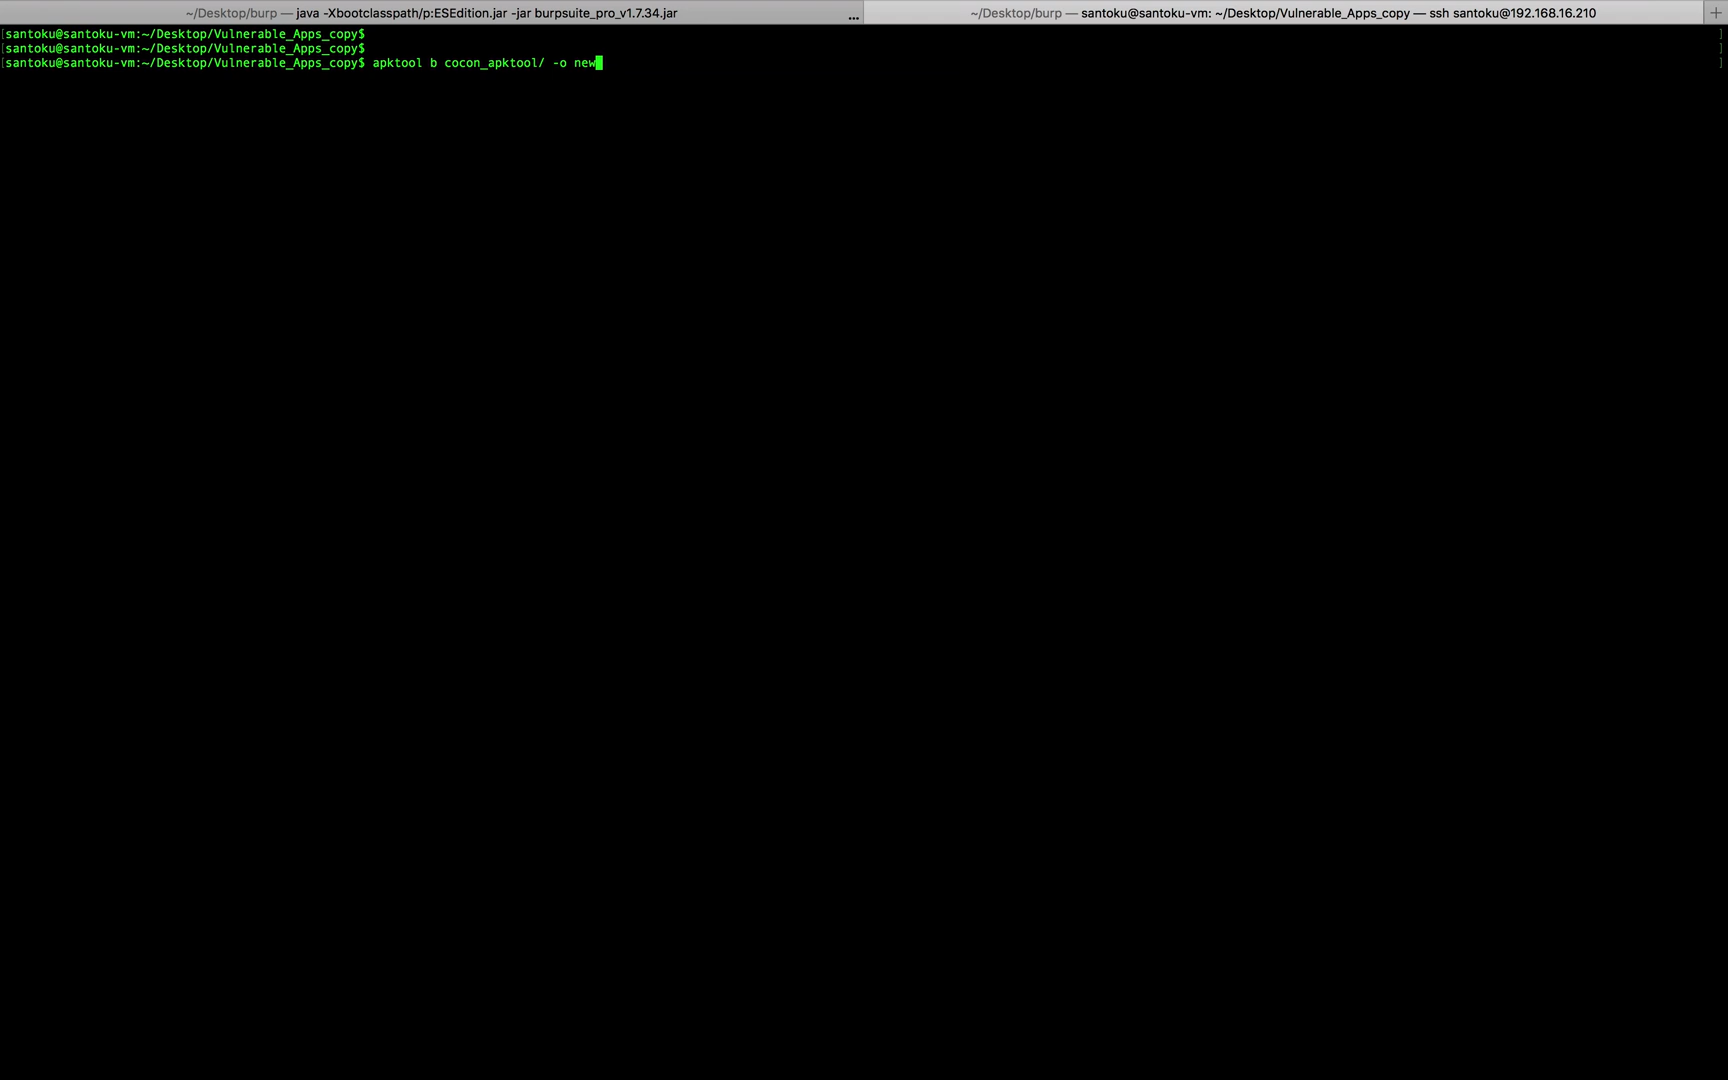 ~/Desktop/burp — java -Xbootclasspath/p:ESEdition.jar -jar burpsuite_pro_v1.7.34.jar ...
~/Desktop/burp — santoku@santoku-vm: ~/Desktop/Vulnerable_Apps_copy — ssh santoku@192.168.16.210 +
[santoku@santoku-vm:~/Desktop/Vulnerable_Apps_copy$ ]
[santoku@santoku-vm:~/Desktop/Vulnerable_Apps_copy$ ]
[santoku@santoku-vm:~/Desktop/Vulnerable_Apps_copy$ apktool b cocon_apktool/ -o new ]